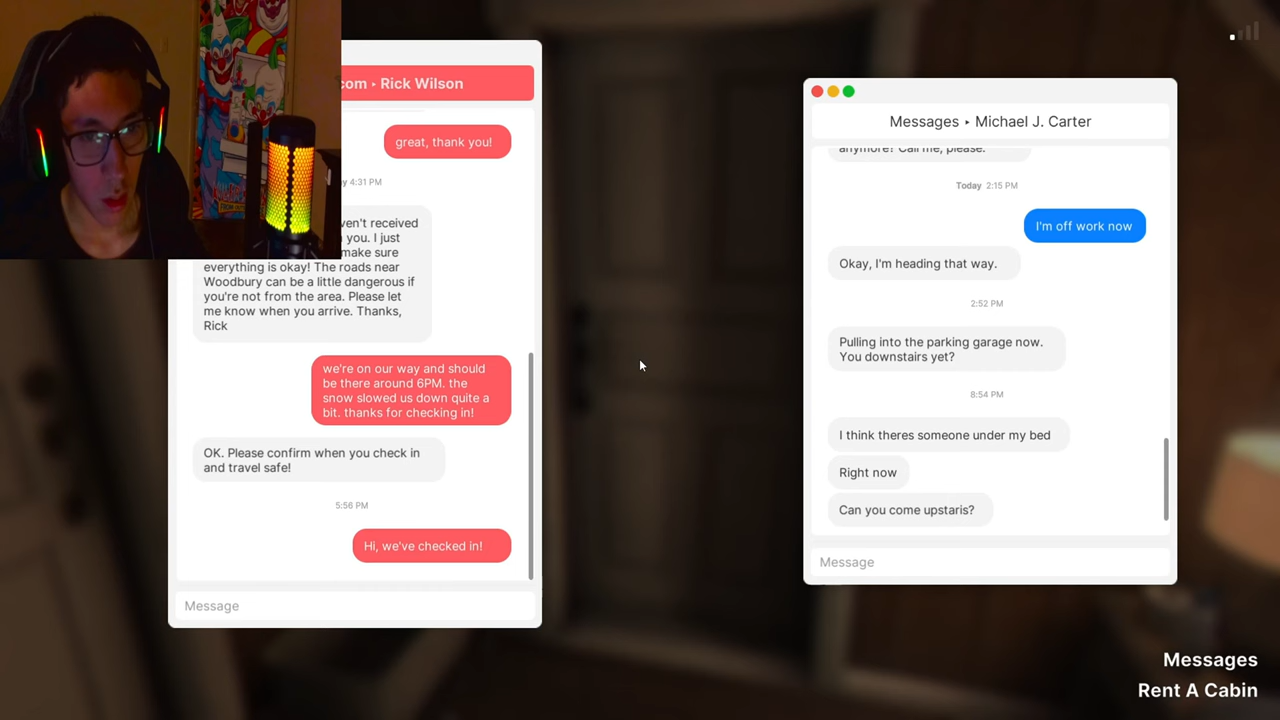 com ▸ Rick Wilson
great, thank you!
4:31 PM
received
you. I just
make sure
everything is okay! The roads near
Woodbury can be a little dangerous if
you're not from the area. Please let
me know when you arrive. Thanks,
Rick
we're on our way and should
be there around 6PM. the
snow slowed us down quite a
bit. thanks for checking in!
OK. Please confirm when you check in
and travel safe!
5:56 PM
Hi, we've checked in!
Message
Messages ▸ Michael J. Carter
anymore? Call me, please.
Today 2:15 PM
I'm off work now
Okay, I'm heading that way.
2:52 PM
Pulling into the parking garage now.
You downstairs yet?
8:54 PM
I think theres someone under my bed
Right now
Can you come upstaris?
Message
Messages
Rent A Cabin